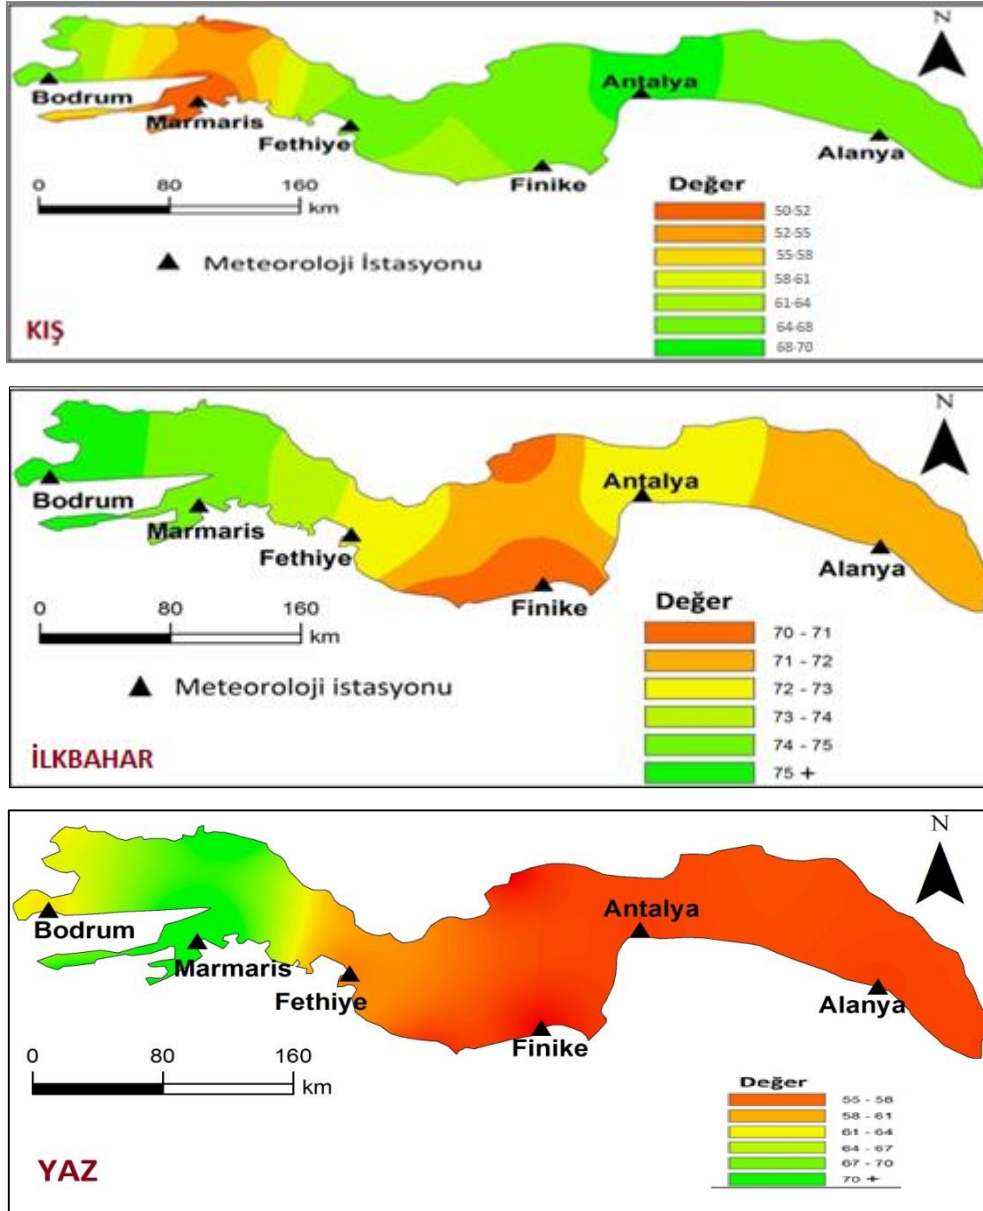 N
Bodrum
Marmaris
Fethiye
Antalya
Finike
Alanya
0 80 160
km
Meteoroloji İstasyonu
Değer
50-52
52-55
55-58
58-61
61-64
64-68
68-70
KIŞ
N
Bodrum
Marmaris
Fethiye
Antalya
Finike
Alanya
0 80 160
km
Meteoroloji istasyonu
Değer
70 - 71
71 - 72
72 - 73
73 - 74
74 - 75
75 +
İLKBAHAR
N
Bodrum
Marmaris
Fethiye
Antalya
Finike
Alanya
0 80 160
km
Değer
55 - 58
58 - 61
61 - 64
64 - 67
67 - 70
70 +
YAZ